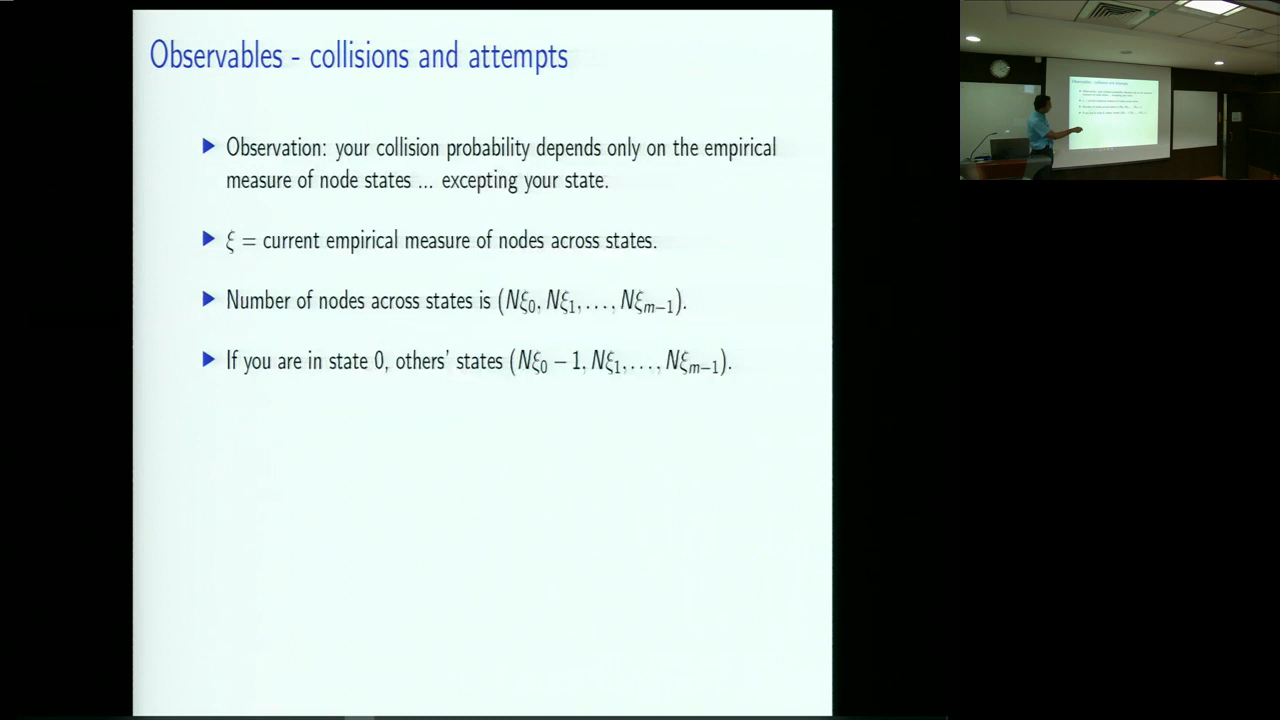 Observables - collisions and attempts
▶ Observation: your collision probability depends only on the empirical
measure of node states ... excepting your state.
▶ ξ = current empirical measure of nodes across states.
▶ Number of nodes across states is (Nξ₀, Nξ₁, . . . , Nξₘ₋₁).
▶ If you are in state 0, others' states (Nξ₀ − 1, Nξ₁, . . . , Nξₘ₋₁).